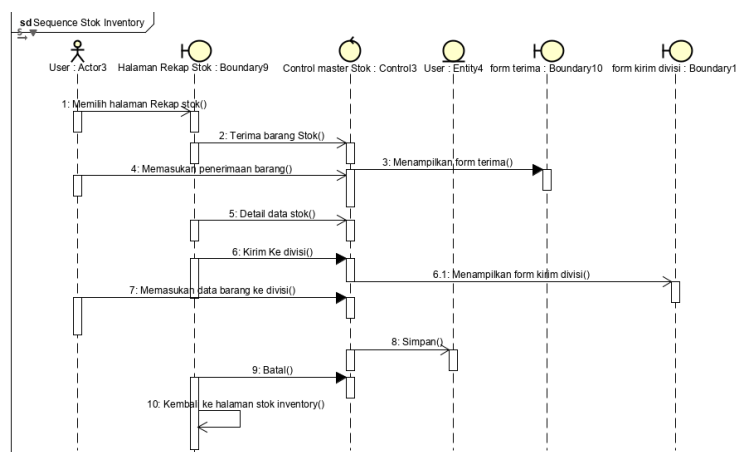 sd Sequence Stok Inventory
User : Actor3 Halaman Rekap Stok : Boundary9 Control master Stok : Control3 User : Entity4 form terima : Boundary10 form kirim divisi : Boundary1
1: Memilih halaman Rekap stok()
2: Terima barang Stok()
3: Menampilkan form terima()
4: Memasukan penerimaan barang()
5: Detail data stok()
6: Kirim Ke divisi()
6.1: Menampilkan form kirim divisi()
7: Memasukan data barang ke divisi()
8: Simpan()
9: Batal()
10: Kembali ke halaman stok inventory()